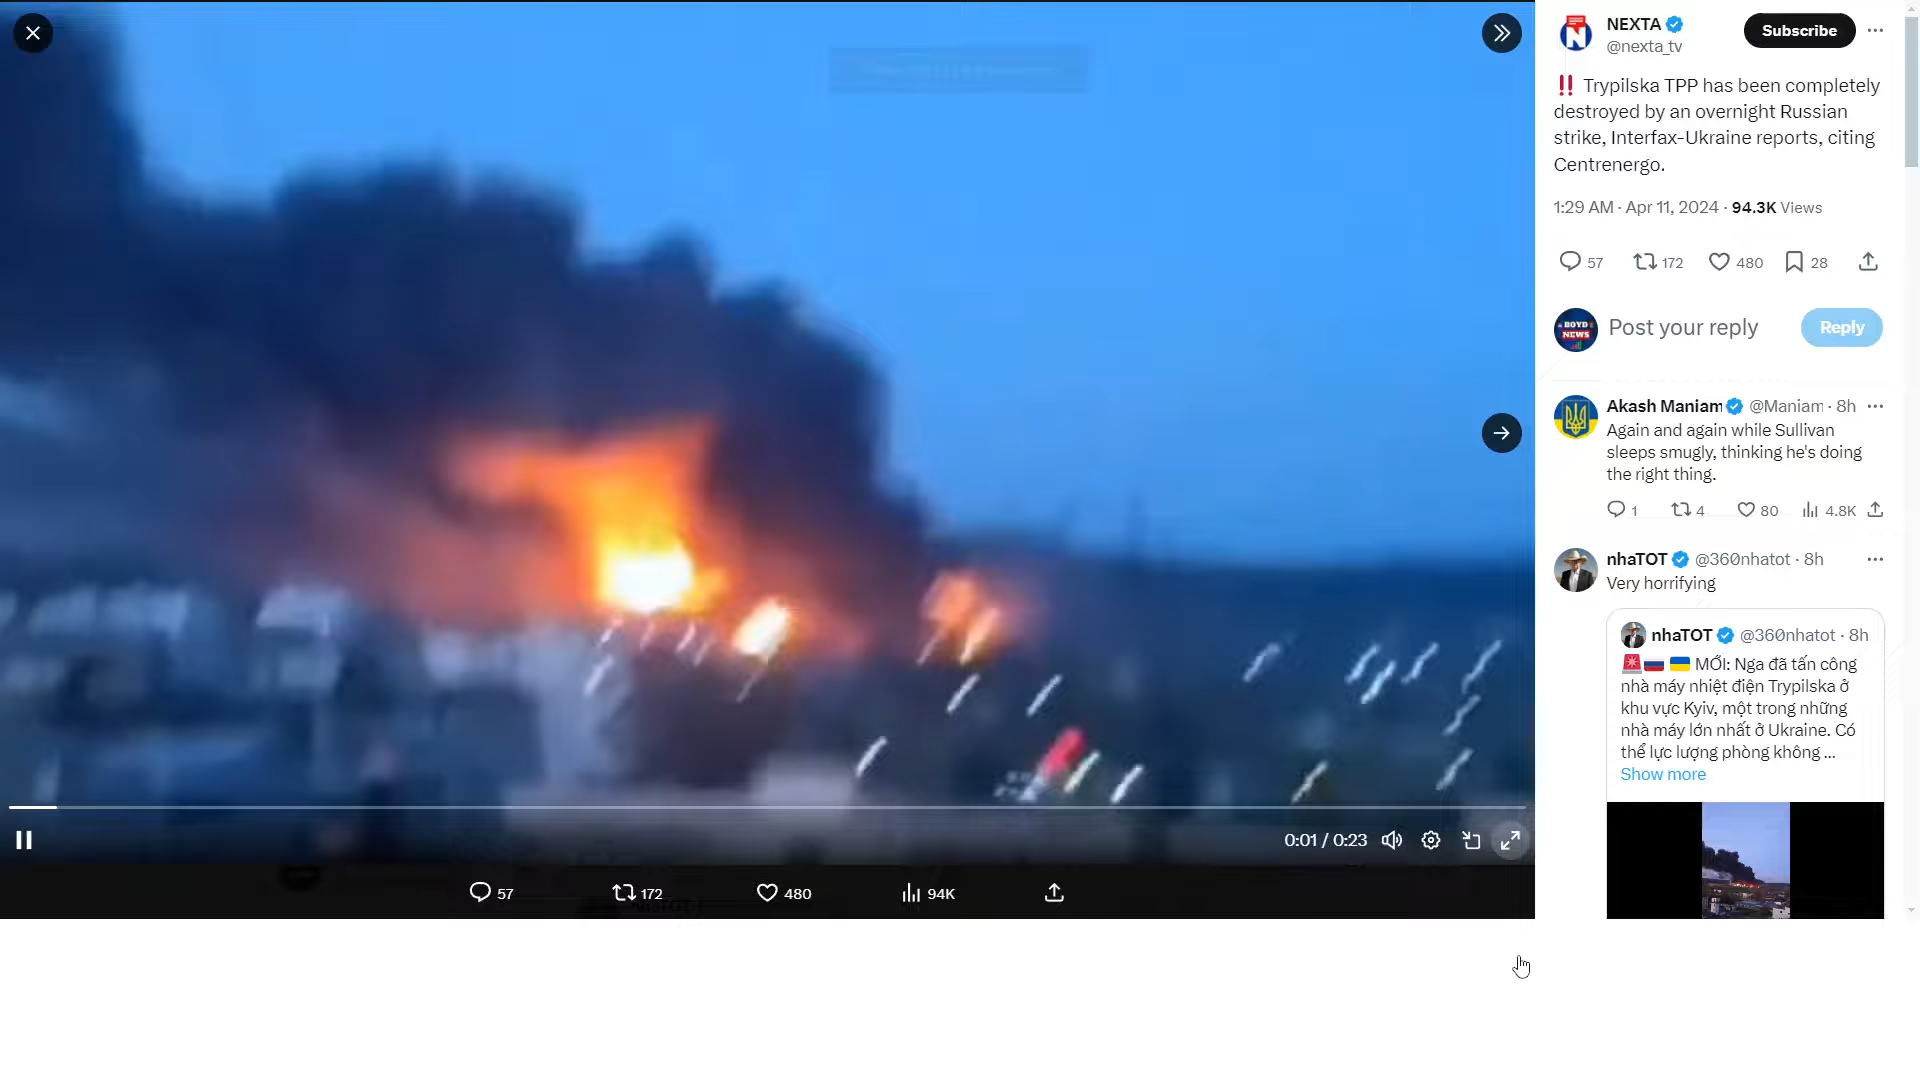 NEXTA
@nexta_tv
Subscribe
‼️ Trypilska TPP has been completely
destroyed by an overnight Russian
strike, Interfax-Ukraine reports, citing
Centrenergo.
1:29 AM · Apr 11, 2024 · 94.3K Views
57 172 480 28
BOYD
NEWS
Post your reply
Reply
Akash Maniam @Maniam · 8h
Again and again while Sullivan
sleeps smugly, thinking he's doing
the right thing.
1 4 80 4.8K
nhaTOT @360nhatot · 8h
Very horrifying
nhaTOT @360nhatot · 8h
🚨🇷🇺 🇺🇦 MỚI: Nga đã tấn công
nhà máy nhiệt điện Trypilska ở
khu vực Kyiv, một trong những
nhà máy lớn nhất ở Ukraine. Có
thể lực lượng phòng không ...
Show more
0:01 / 0:23
57 172 480 94K